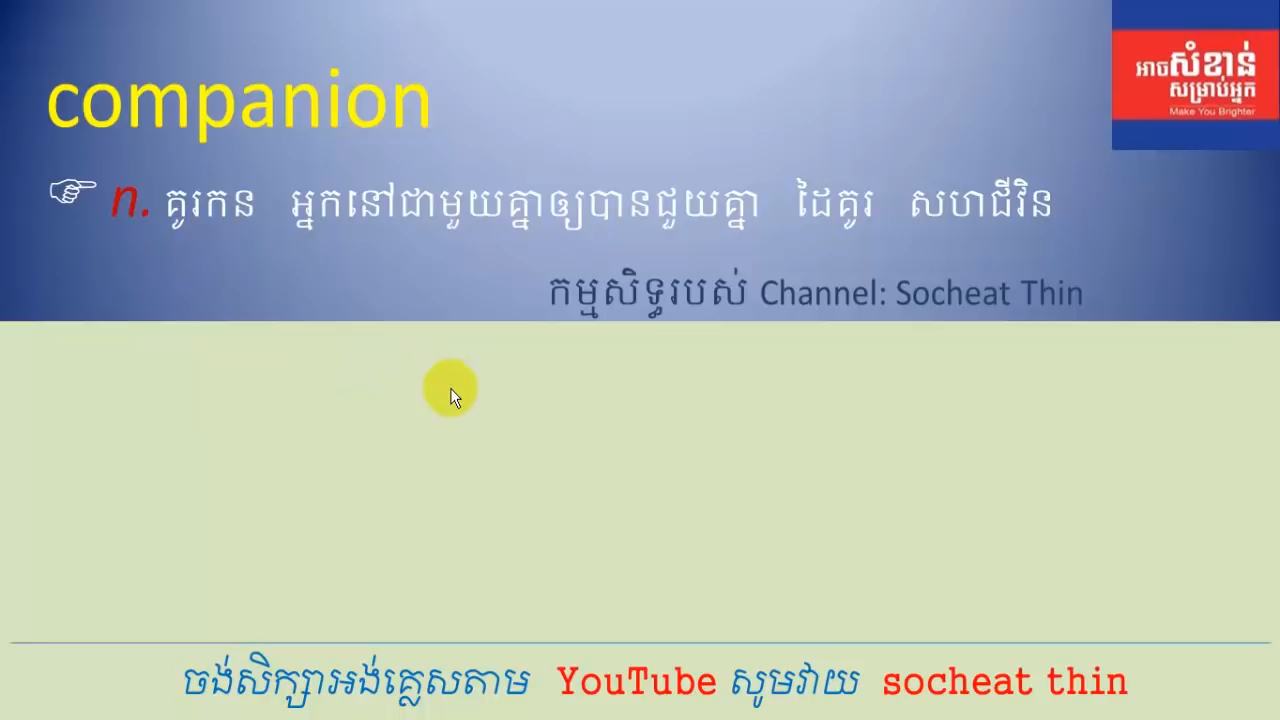 companion
អាចសំខាន់
សម្រាប់អ្នក
Make You Brighter
n. គូរកន អ្នកនៅជាមួយគ្នាឲ្យបានជួយគ្នា ដៃគូរ សហជីវិន
កម្មសិទ្ធរបស់ Channel: Socheat Thin
ចង់សិក្សាអង់គ្លេសតាម YouTube សូមវាយ socheat thin